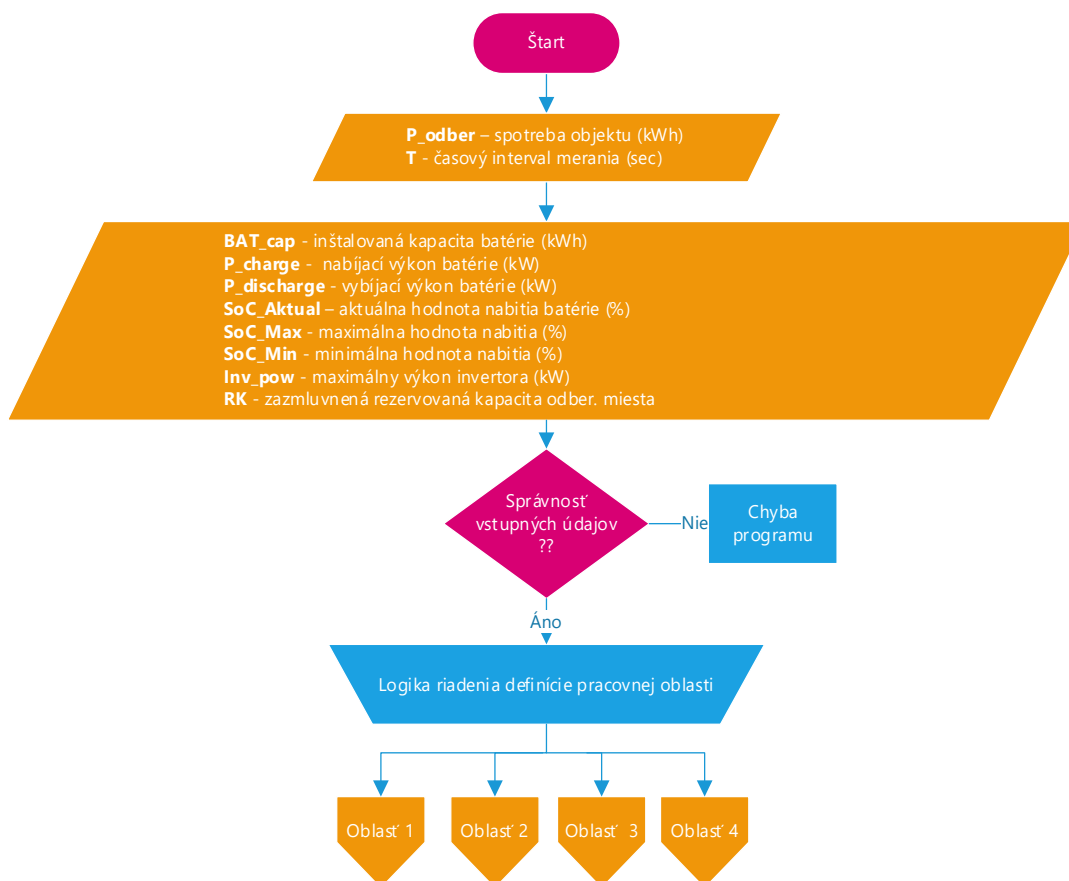 Štart
P_odber – spotreba objektu (kWh)
T - časový interval merania (sec)
BAT_cap - inštalovaná kapacita batérie (kWh)
P_charge - nabíjací výkon batérie (kW)
P_discharge - vybíjací výkon batérie (kW)
SoC_Aktual – aktuálna hodnota nabitia batérie (%)
SoC_Max - maximálna hodnota nabitia (%)
SoC_Min - minimálna hodnota nabitia (%)
Inv_pow - maximálny výkon invertora (kW)
RK - zazmluvnená rezervovaná kapacita odber. miesta
Správnosť
vstupných údajov
??
Nie
Chyba
programu
Áno
Logika riadenia definície pracovnej oblasti
Oblasť 1
Oblasť 2
Oblasť 3
Oblasť 4